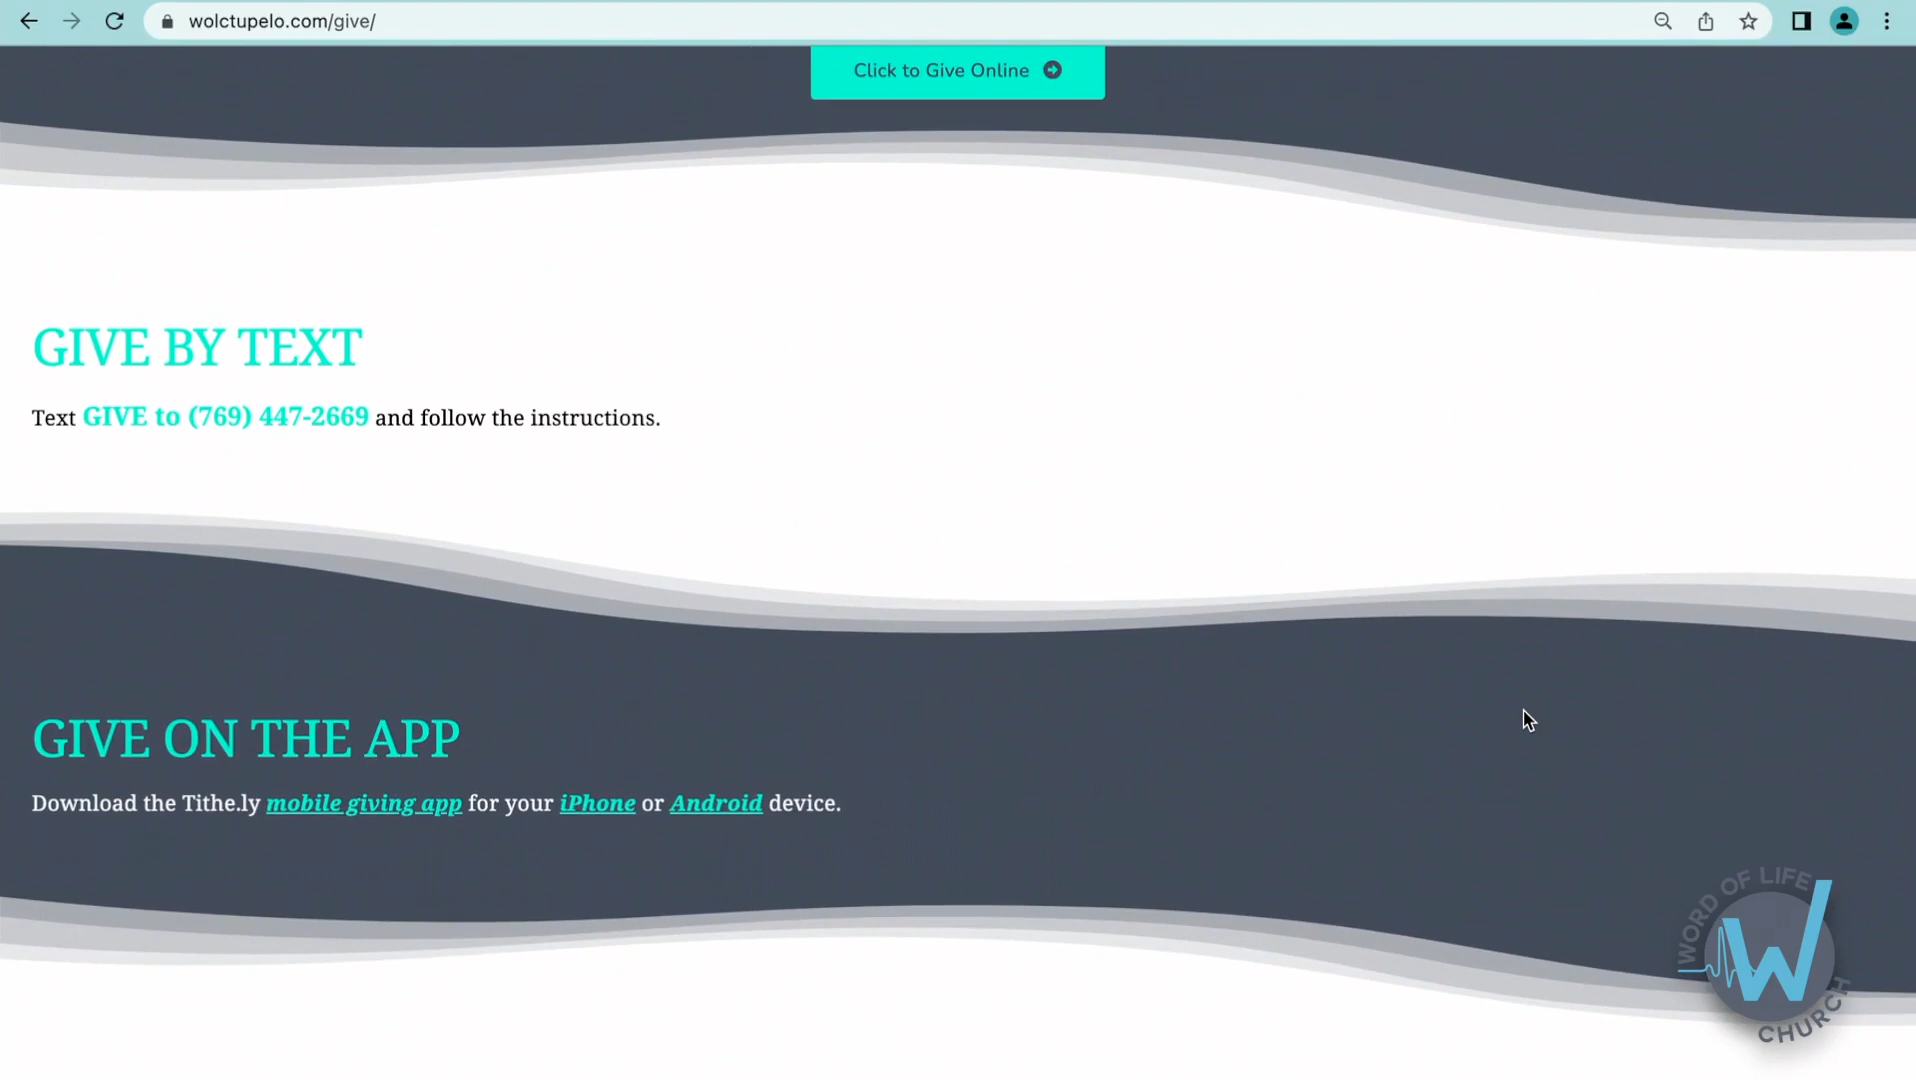 wolctupelo.com/give/
Click to Give Online
GIVE BY TEXT
Text GIVE to (769) 447-2669 and follow the instructions.
GIVE ON THE APP
Download the Tithe.ly mobile giving app for your iPhone or Android device.
WORD OF LIFE
W
CHURCH